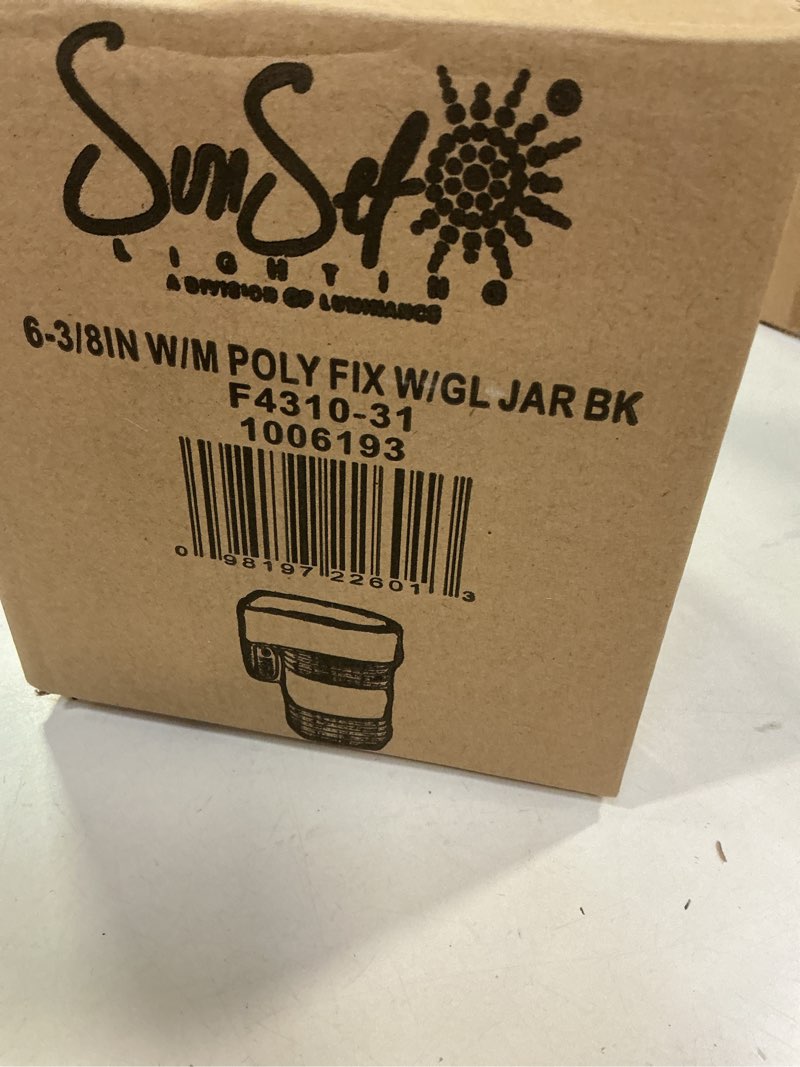 SunSet
LIGHTING
A DIVISION OF LUMINANCE
6-3/8IN W/M POLY FIX W/GL JAR BK
F4310-31
1006193
0 98197 22601 3